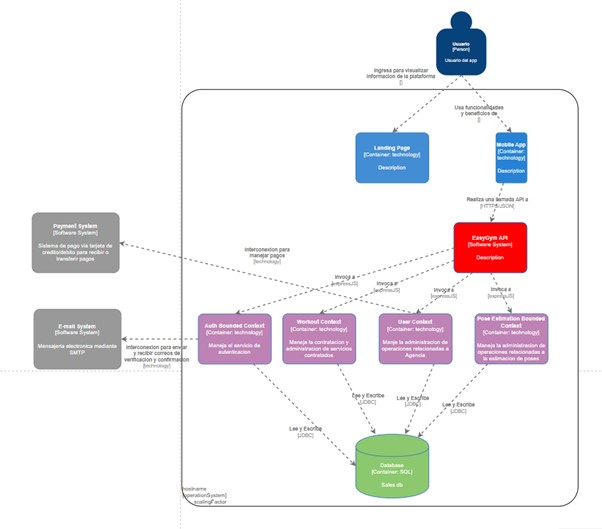 Usuario
[Person]
Usuario del app
Ingresa para visualizar
informacion de la plataforma
Usa funcionalidades
y beneficios de
Landing Page
[Container: technology]
Description
Mobile App
[Container:
technology]
Description
Realiza una llamada API a
[HTTPS/JSON]
Payment System
[Software System]
Sistema de pago via tarjeta de
credito/debito para recibir u
transferir pagos
EasyGym API
[Software System]
Description
Interconexion para
manejar pagos
[technology]
Invoca a
[expressJS]
Invoca a
[expressJS]
Invoca a
[expressJS]
Invoca a
[expressJS]
E-mail System
[Software System]
Mensajeria electronica mediante
SMTP
Interconexion para enviar
y recibir correos de
verificacion y confirmation
[technology]
Auth Bounded Context
[Container: technology]
Maneja el servicio de
autenticacion
Workout Context
[Container: technology]
Maneja la contratacion y
administracion de servicios
contratados
User Context
[Container: technology]
Maneja la administracion de
operaciones relacionadas a
Agencia
Pose Estimation Bounded
Context
[Container: technology]
Maneja la administracion de
operaciones relacionadas a
la estimacion de poses
Lee y Escribe
[JDBC]
Lee y Escribe
[JDBC]
Lee y Escribe
[JDBC]
Lee y Escribe
[JDBC]
Database
[Container: SQL]
Sales db
hostname
[operationSystem]
scalingFactor